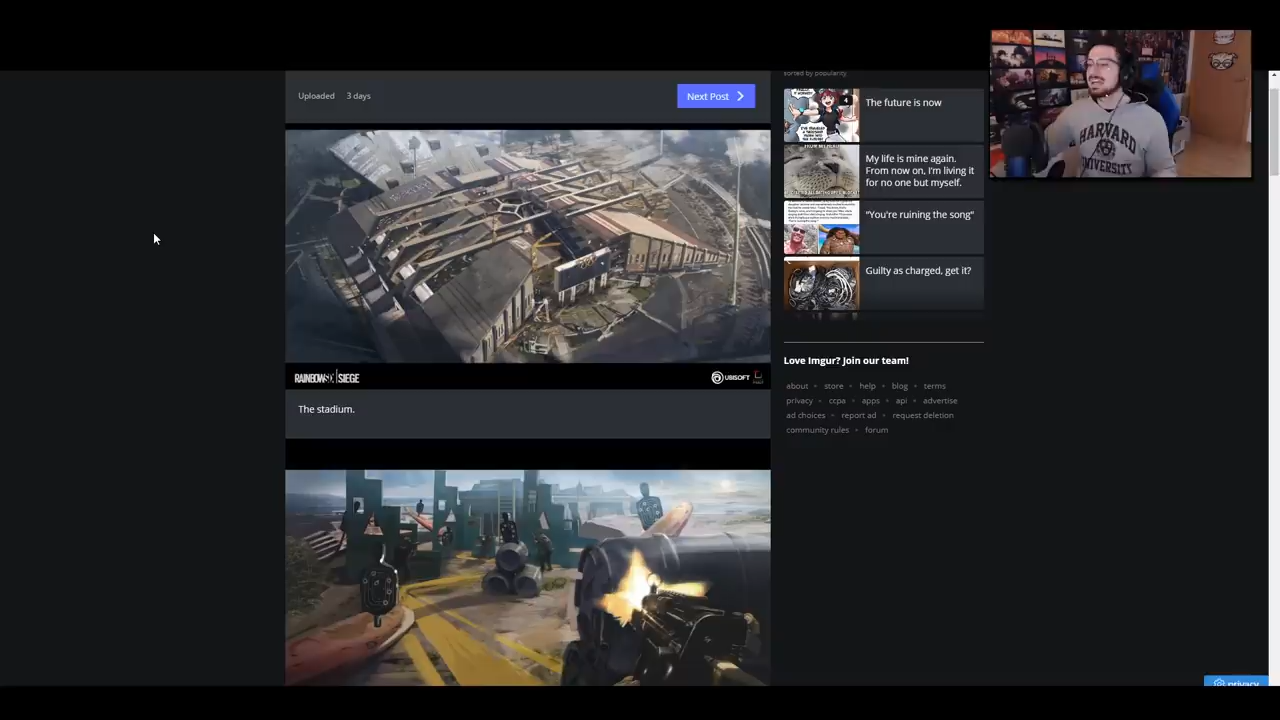 sorted by popularity
Uploaded 3 days
Next Post
The future is now
4
My life is mine again.
From now on, I'm living it
for no one but myself.
"You're ruining the song"
Guilty as charged, get it?
HARVARD
UNIVERSITY
RAINBOW SIX | SIEGE
UBISOFT
The stadium.
Love Imgur? Join our team!
about • store • help • blog • terms
privacy • ccpa • apps • api • advertise
ad choices • report ad • request deletion
community rules • forum
privacy